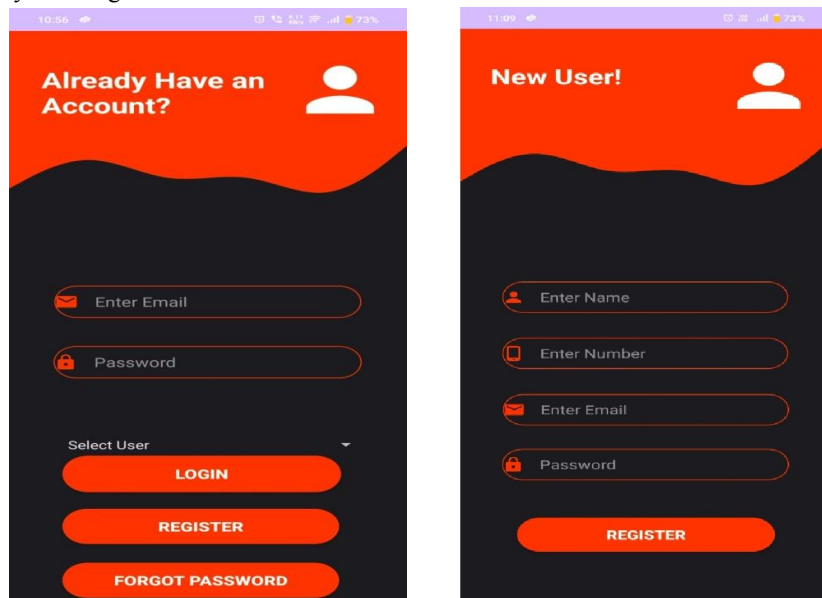 10:56
73%
Already Have an
Account?
Enter Email
Password
Select User
LOGIN
REGISTER
FORGOT PASSWORD
11:09
73%
New User!
Enter Name
Enter Number
Enter Email
Password
REGISTER